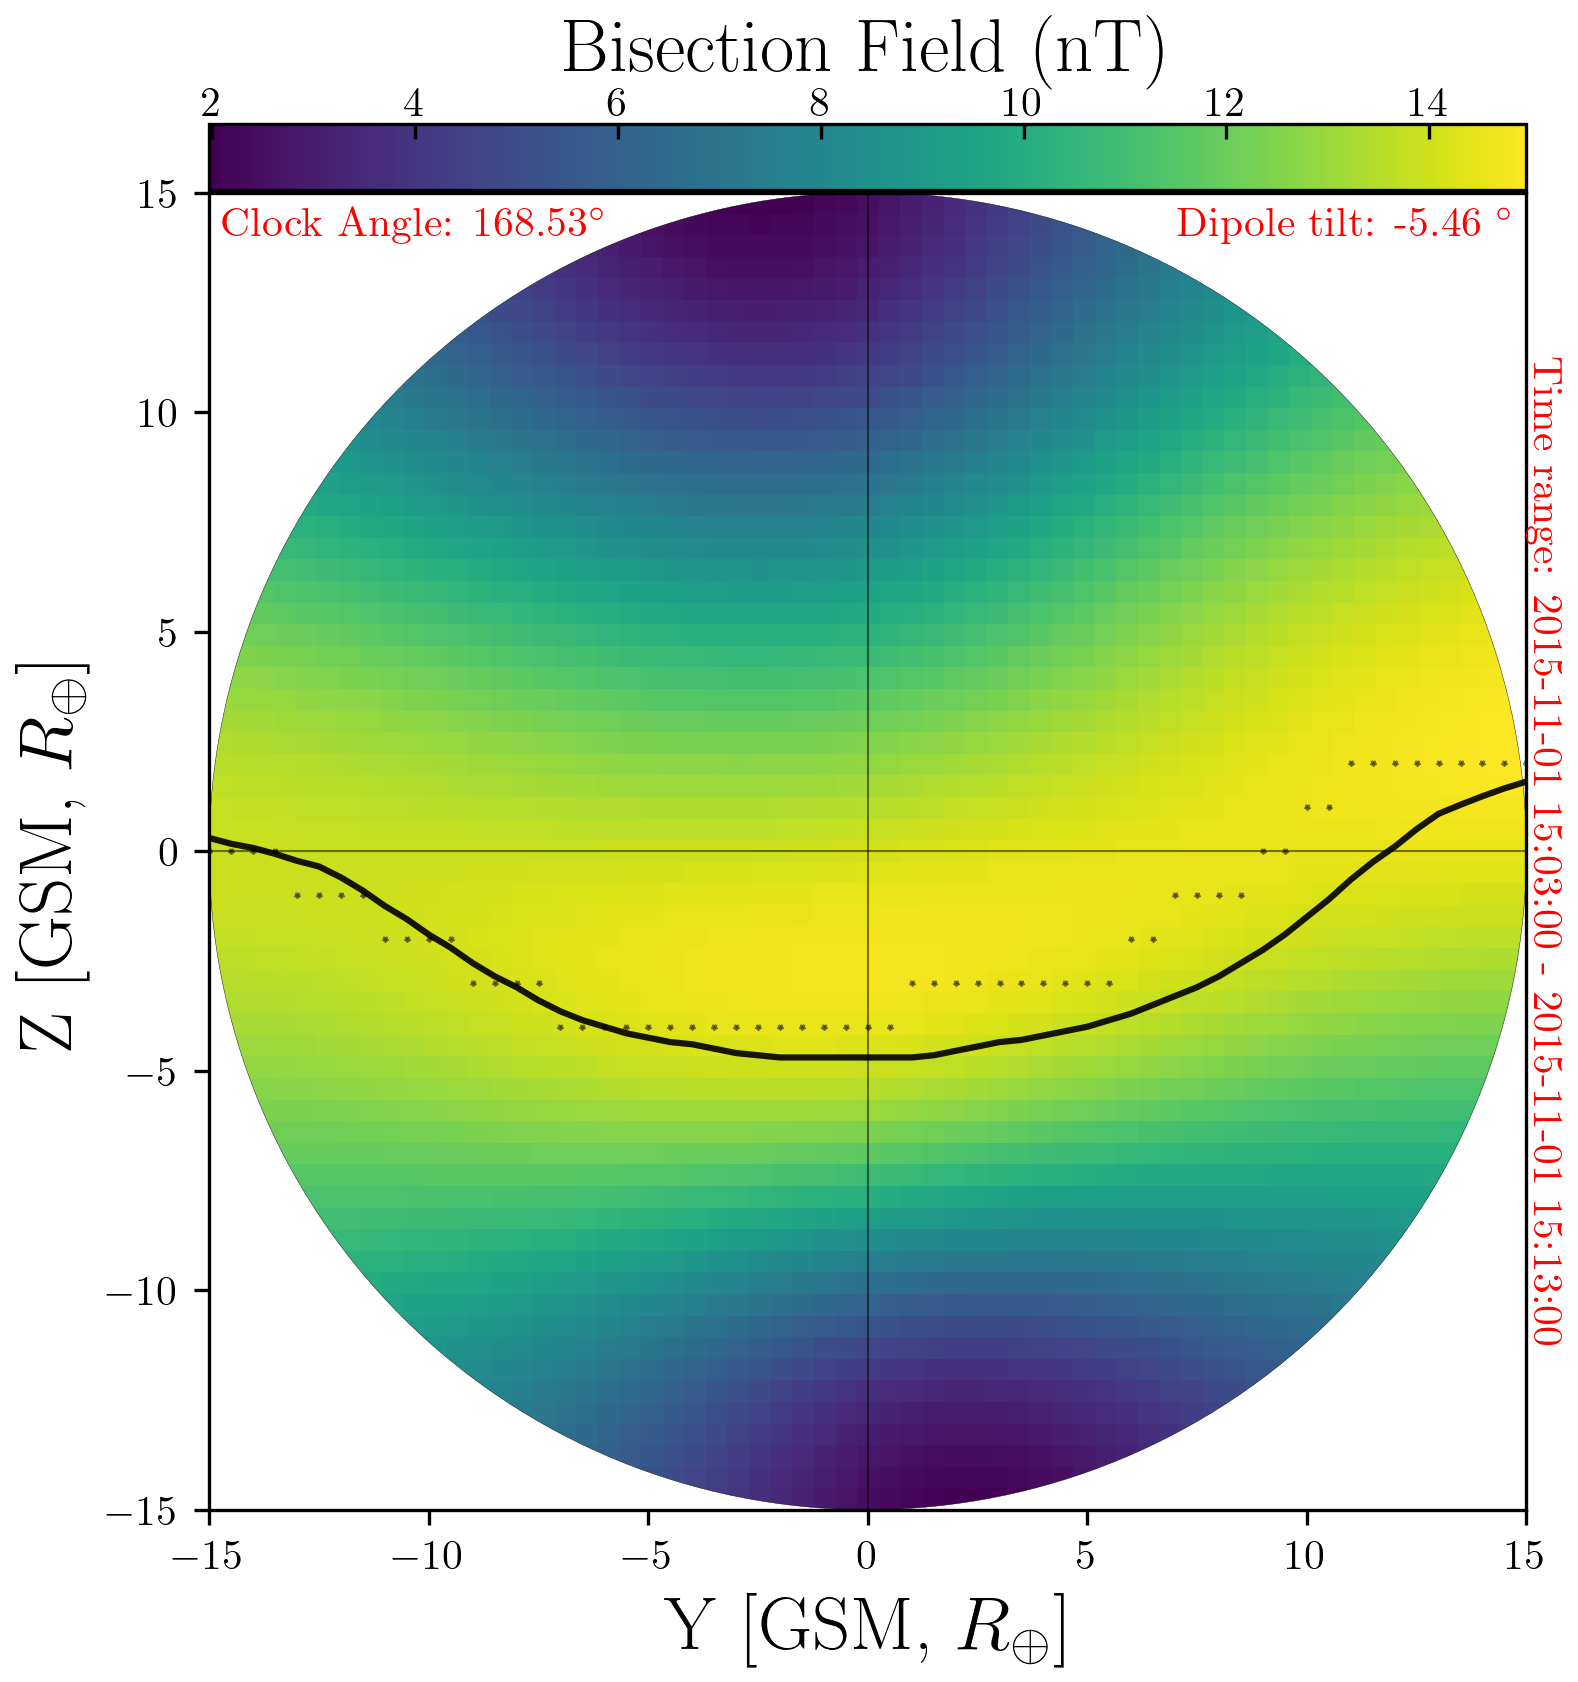 Bisection Field (nT)
2 4 6 8 10 12 14
Clock Angle: 168.53°
Dipole tilt: -5.46 °
Time range: 2015-11-01 15:03:00 - 2015-11-01 15:13:00
Z [GSM, R⊕]
15
10
5
0
−5
−10
−15
−15 −10 −5 0 5 10 15
Y [GSM, R⊕]